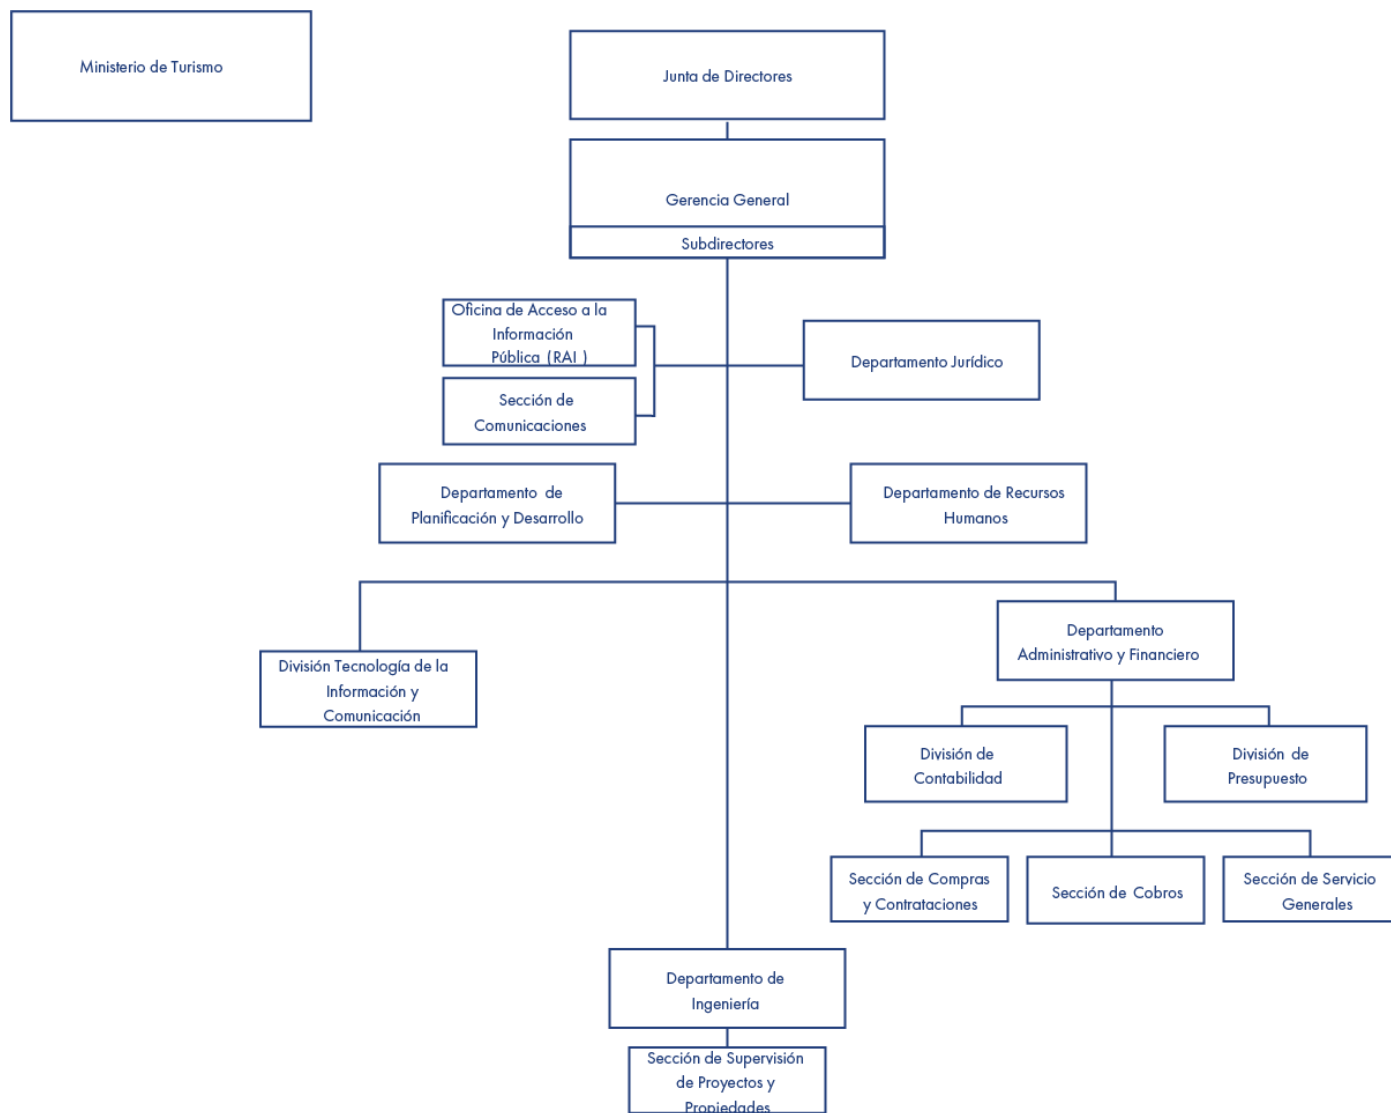 Ministerio de Turismo
Junta de Directores
Gerencia General
Subdirectores
Oficina de Acceso a la
Información
Pública (RAI )
Departamento Jurídico
Sección de
Comunicaciones
Departamento de
Planificación y Desarrollo
Departamento de Recursos
Humanos
Departamento
Administrativo y Financiero
División Tecnología de la
Información y
Comunicación
División de
Contabilidad
División de
Presupuesto
Sección de Compras
y Contrataciones
Sección de Cobros
Sección de Servicio
Generales
Departamento de
Ingeniería
Sección de Supervisión
de Proyectos y
Propiedades